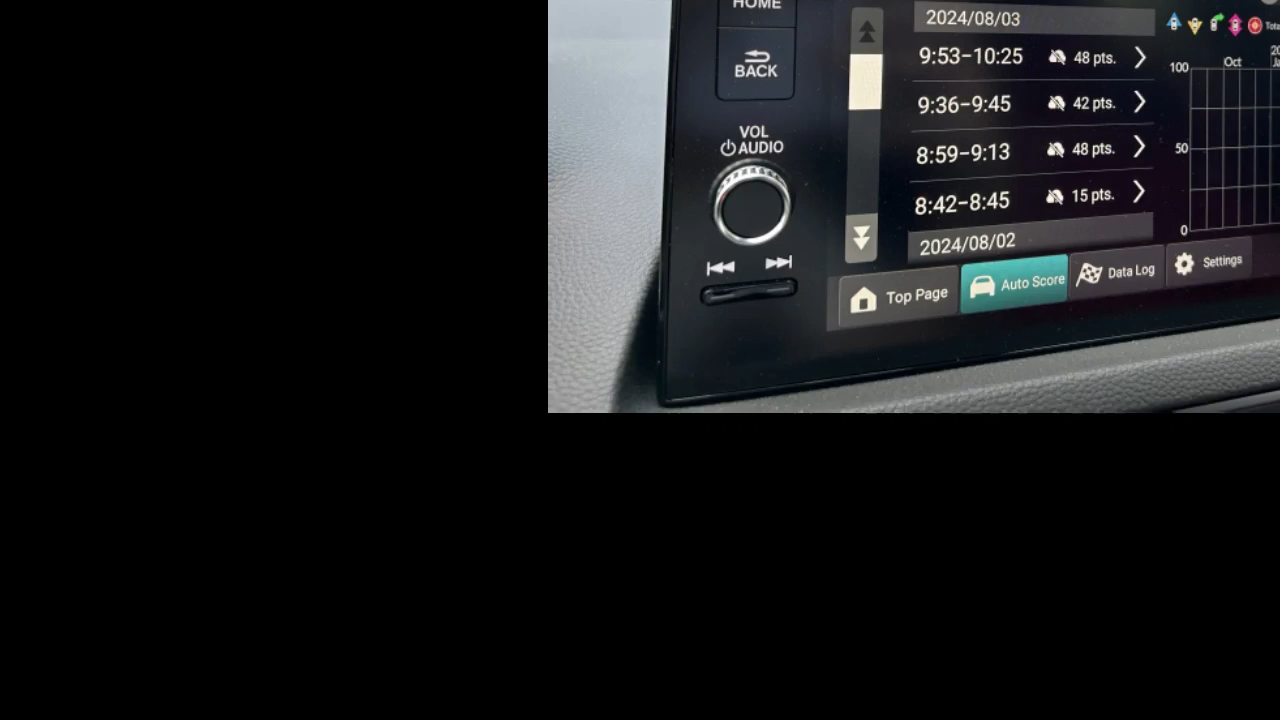 HOME
BACK
VOL
AUDIO
2024/08/03
9:53-10:25 48 pts.
9:36-9:45 42 pts.
8:59-9:13 48 pts.
8:42-8:45 15 pts.
2024/08/02
Oct
100
50
0
Top Page
Auto Score
Data Log
Settings